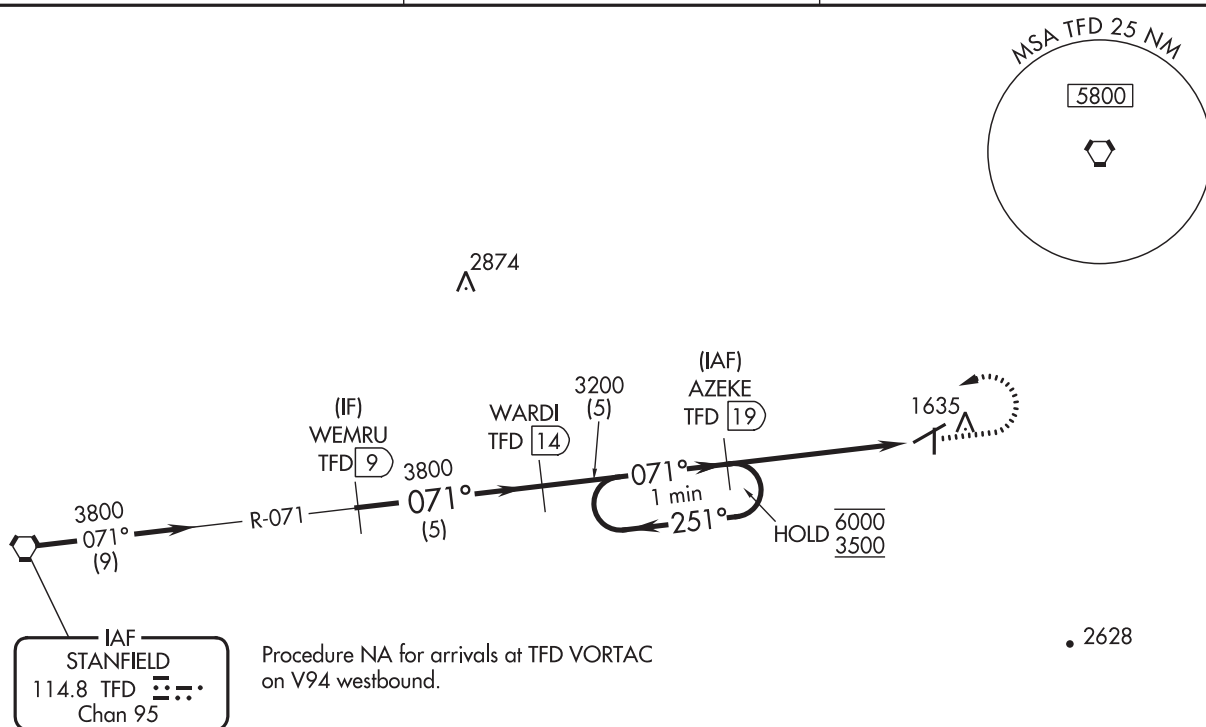 MSA TFD 25 NM
5800
2874
(IAF)
AZEKE
TFD 19
3200
(5)
1635
(IF)
WEMRU
TFD 9
WARDI
TFD 14
3800
071°
(5)
071°
1 min
251°
HOLD 6000
3500
3800
071°
(9)
R-071
IAF
STANFIELD
114.8 TFD
Chan 95
Procedure NA for arrivals at TFD VORTAC
on V94 westbound.
2628